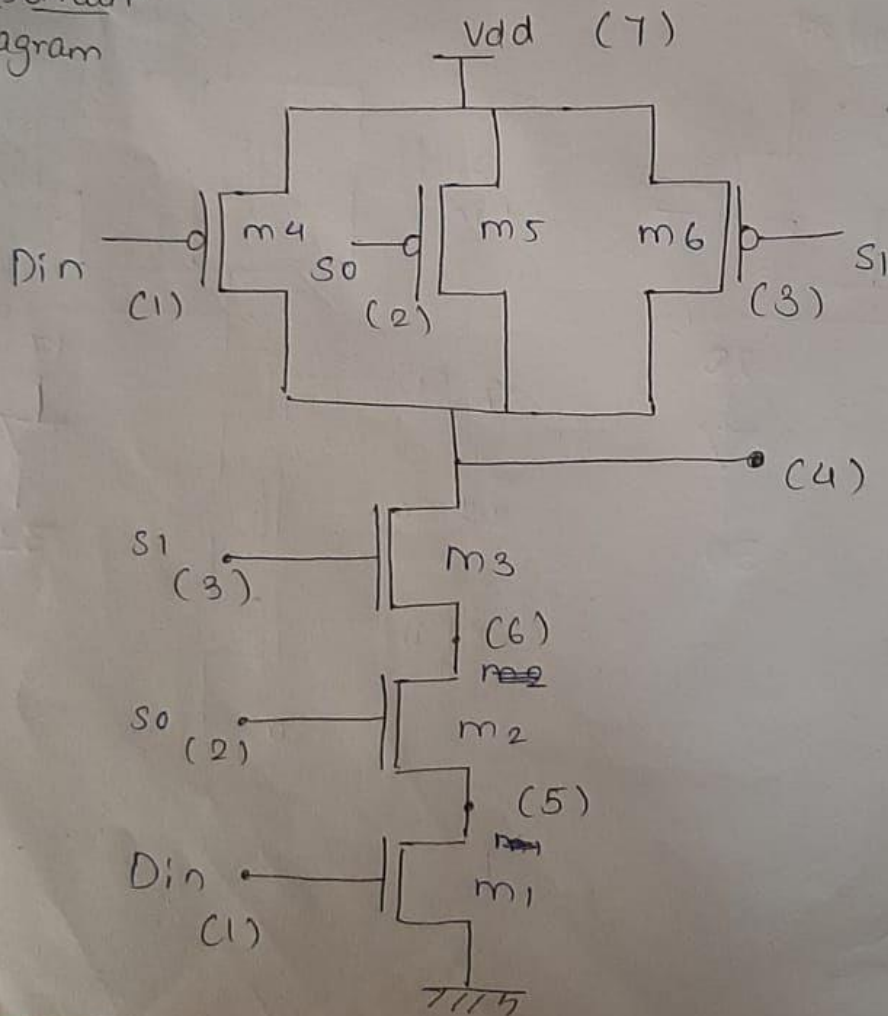 agram
Vdd (7)
Din
(1)
m4
S0
(2)
m5
m6
S1
(3)
(4)
S1
(3)
m3
(6)
S0
(2)
m2
(5)
Din
(1)
m1